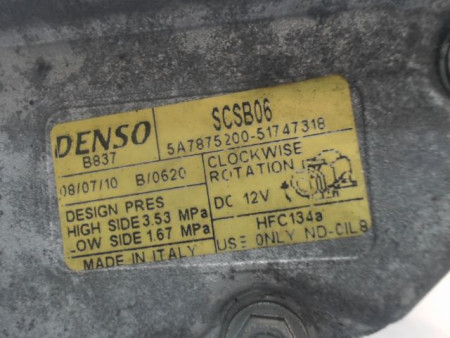 DENSO
B837
SCSB06
5A7875200-51747318
08/07/10 B/0620
CLOCKWISE
ROTATION
DC 12V
DESIGN PRES
HIGH SIDE 3.53 MPa
LOW SIDE 1.67 MPa
MADE IN ITALY
HFC134a
USE ONLY ND-OIL8